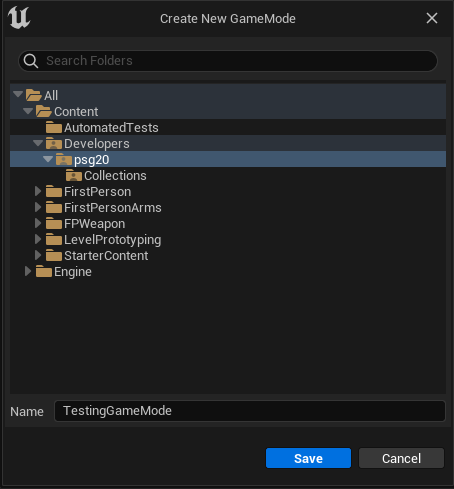 Create New GameMode
Search Folders
All
Content
AutomatedTests
Developers
psg20
Collections
FirstPerson
FirstPersonArms
FPWeapon
LevelPrototyping
StarterContent
Engine
Name TestingGameMode
Save Cancel